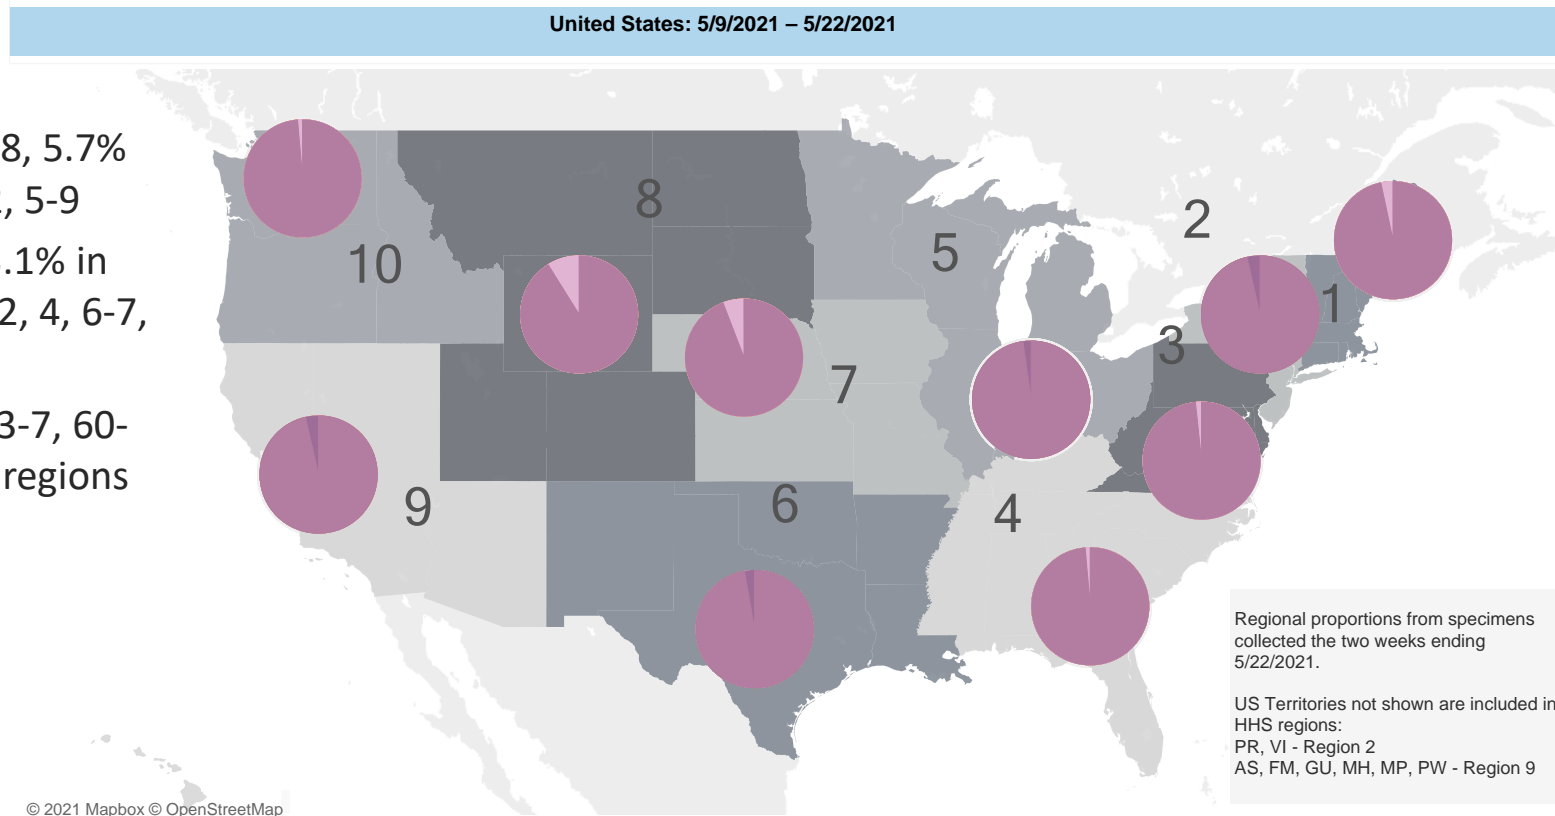 United States: 5/9/2021 – 5/22/2021
8, 5.7%
, 5-9
.1% in
2, 4, 6-7,
3-7, 60-
regions
8
2
5
10
1
3
7
9
6
4
Regional proportions from specimens
collected the two weeks ending
5/22/2021.
US Territories not shown are included in
HHS regions:
PR, VI - Region 2
AS, FM, GU, MH, MP, PW - Region 9
© 2021 Mapbox © OpenStreetMap